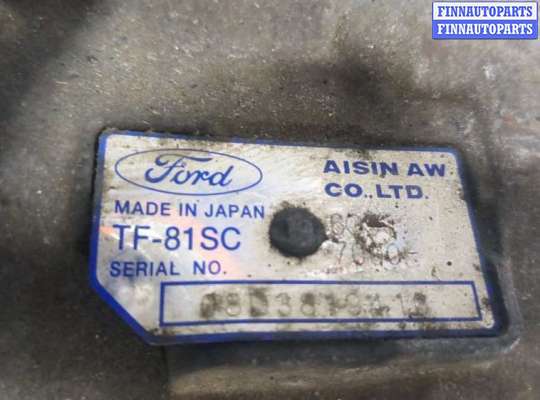 FINNAUTOPARTS
FINNAUTOPARTS
Ford
AISIN AW
CO.,LTD.
MADE IN JAPAN
TF-81SC
SERIAL NO.